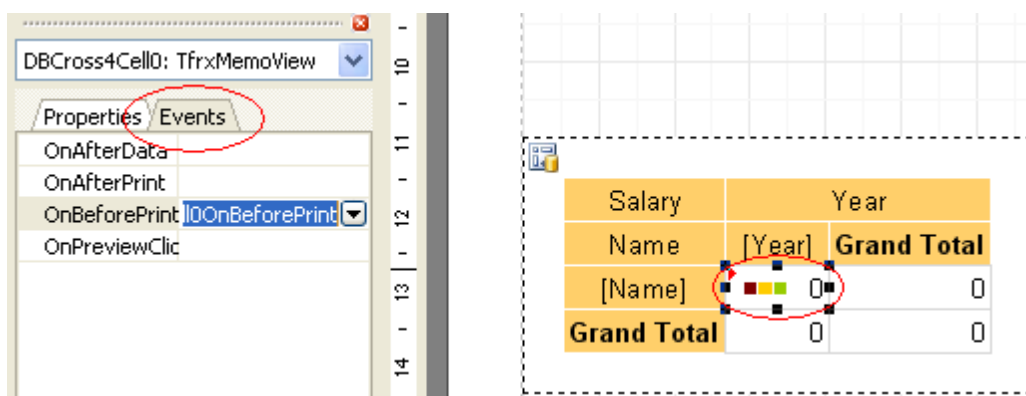 DBCross4Cell0: TfrxMemoView
Properties Events
OnAfterData
OnAfterPrint
OnBeforePrint ll0OnBeforePrint
OnPreviewClic
10
11
12
13
14
Salary Year
Name [Year] Grand Total
[Name] 0 0
Grand Total 0 0